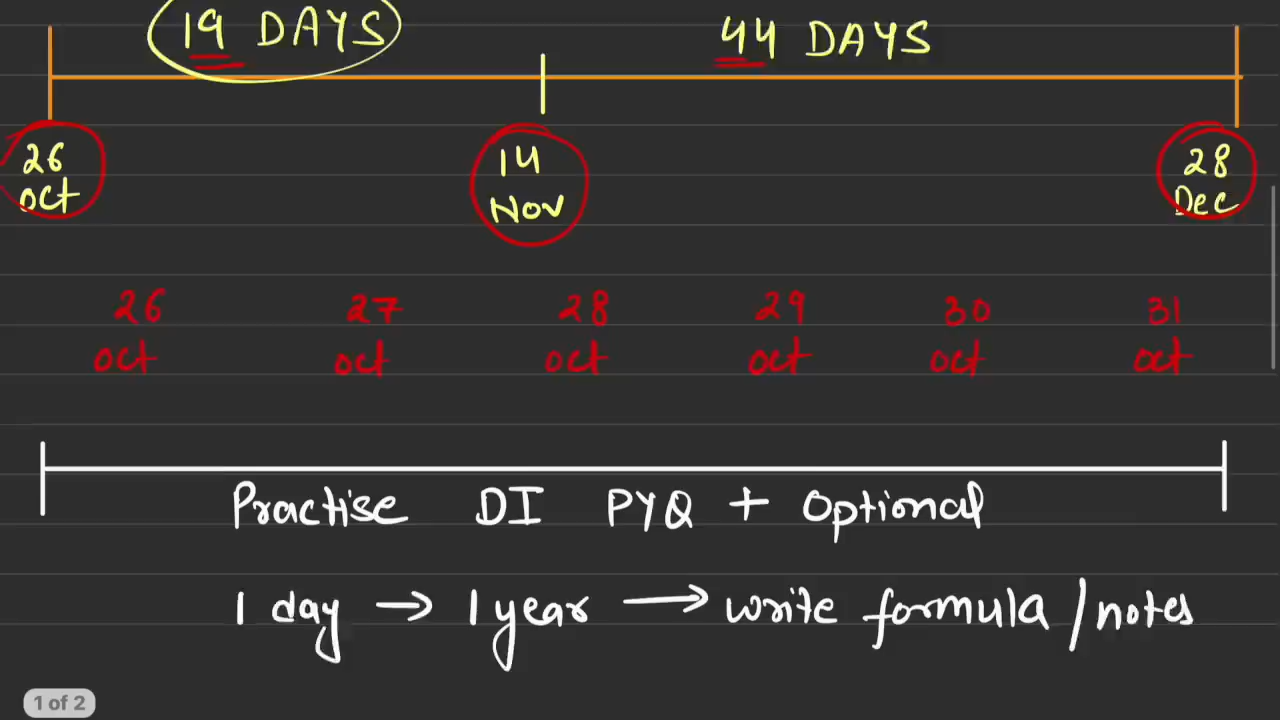 19 DAYS 44 DAYS
26 14 28
Oct Nov Dec
26 27 28 29 30 31
Oct Oct Oct Oct Oct Oct
Practise DI PYQ + Optional
1 day → 1 year → write formula / notes
1 of 2